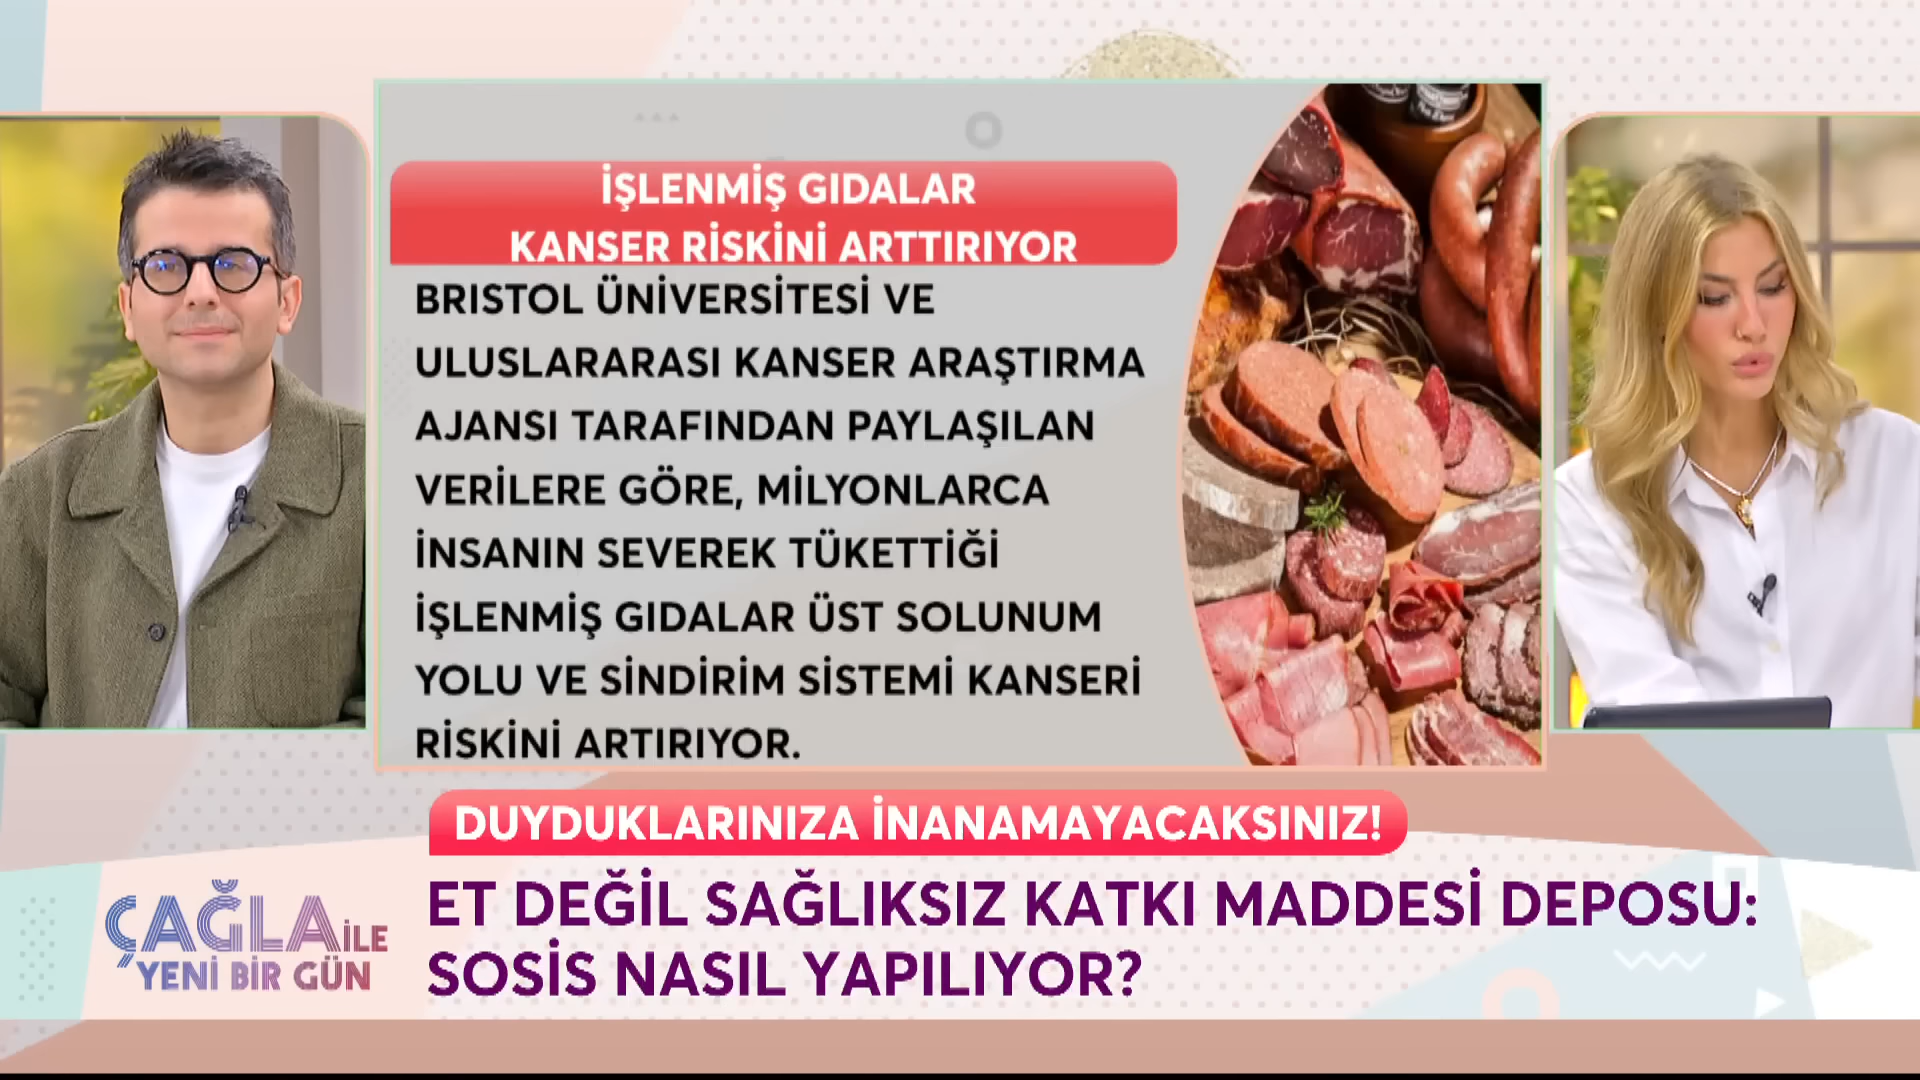 İŞLENMİŞ GIDALAR
KANSER RİSKİNİ ARTTIRIYOR
BRISTOL ÜNİVERSİTESİ VE
ULUSLARARASI KANSER ARAŞTIRMA
AJANSI TARAFINDAN PAYLAŞILAN
VERİLERE GÖRE, MİLYONLARCA
İNSANIN SEVEREK TÜKETTİĞİ
İŞLENMİŞ GIDALAR ÜST SOLUNUM
YOLU VE SİNDİRİM SİSTEMİ KANSERİ
RİSKİNİ ARTIRIYOR.
DUYDUKLARINIZA İNANAMAYACAKSINIZ!
ET DEĞİL SAĞLIKSIZ KATKI MADDESİ DEPOSU:
SOSİS NASIL YAPILIYOR?
ÇAĞLA İLE
YENİ BİR GÜN